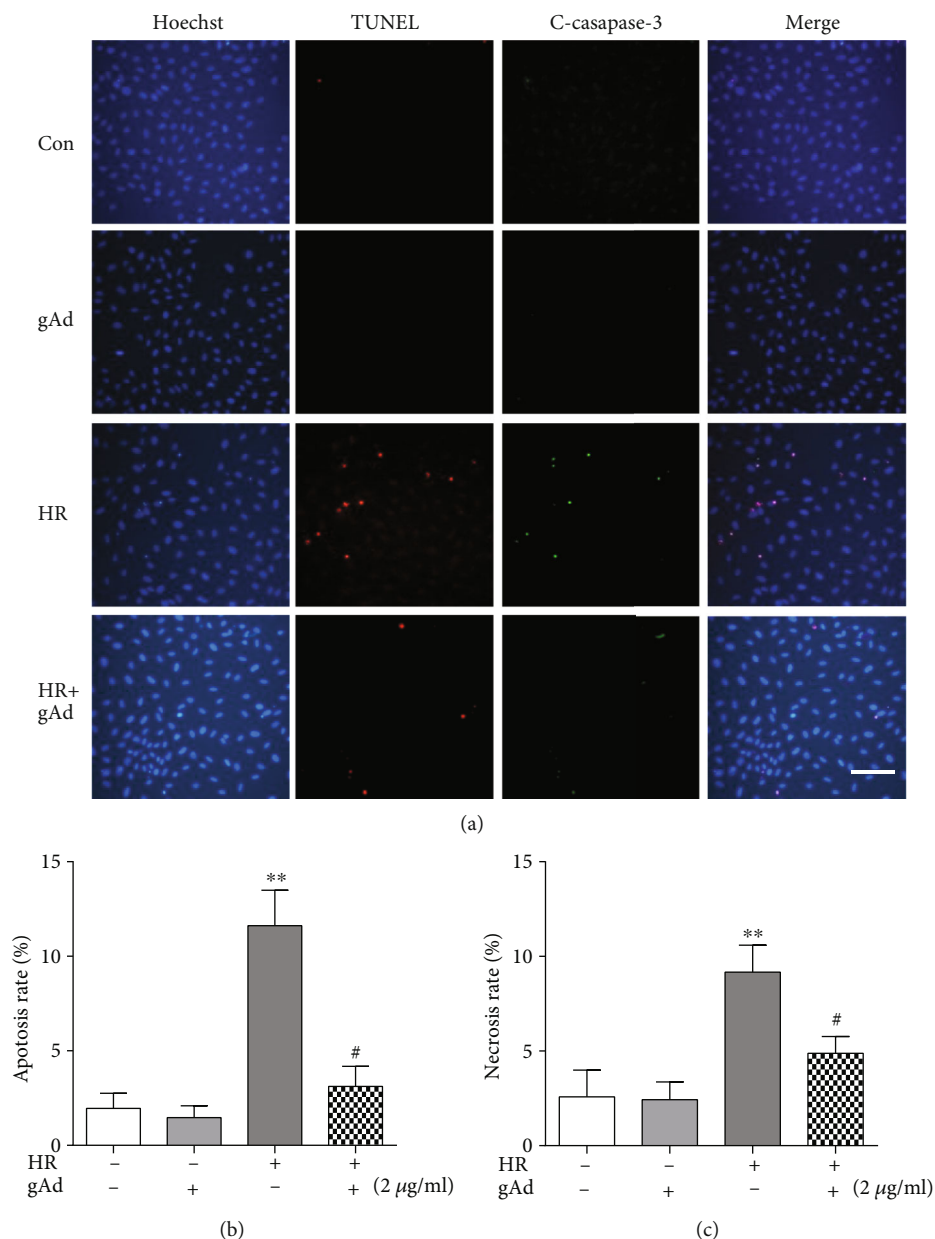 Hoechst TUNEL C-casapase-3 Merge
Con
gAd
HR
HR+
gAd
(a)
15
10
5
0
Apotosis rate (%)
**
#
HR – – + +
gAd – + – + (2 μg/ml)
(b)
15
10
5
0
Necrosis rate (%)
**
#
HR – – + +
gAd – + – + (2 μg/ml)
(c)